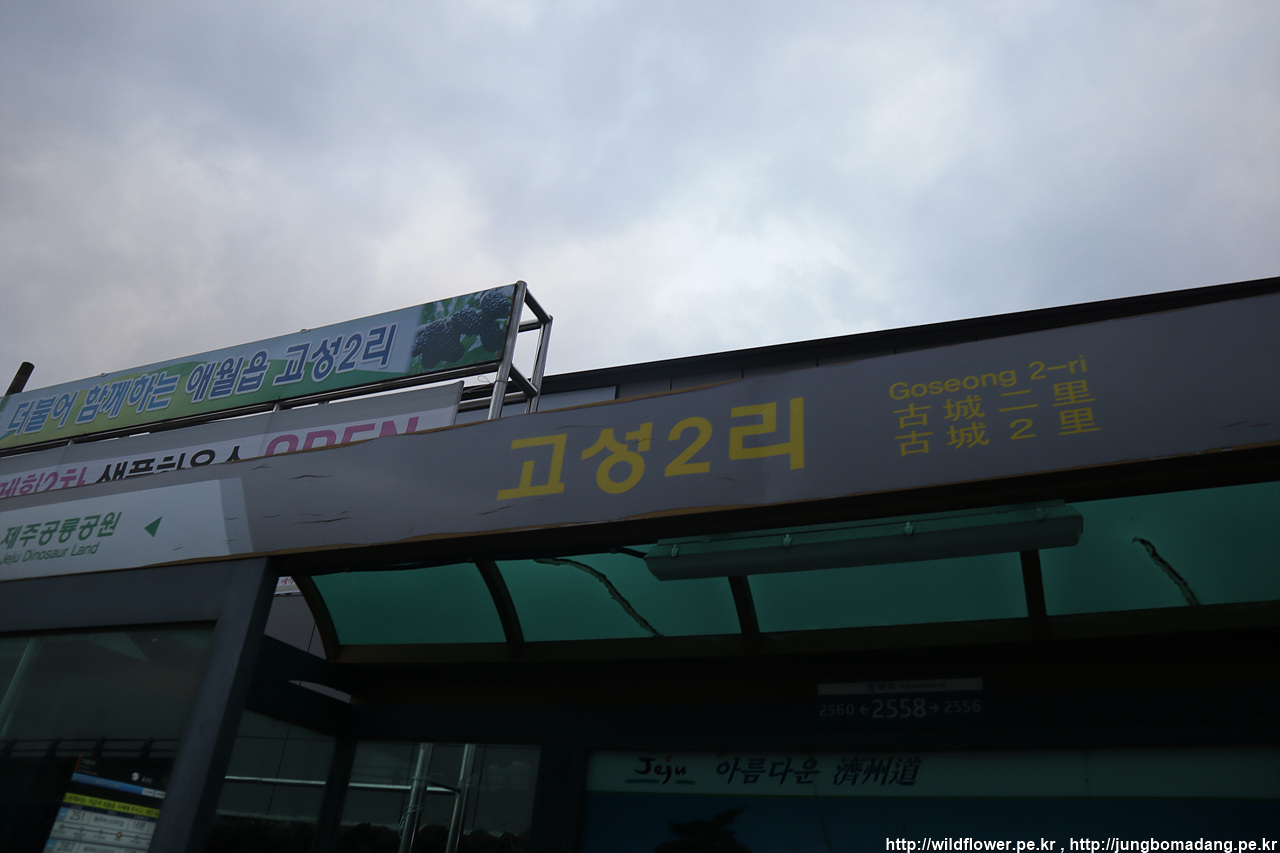 더불어 함께하는 애월읍 고성2리
OPEN
제주공룡공원
Jeju Dinosaur Land
고성2리
Goseong 2-ri
古城二里
古城2里
2560 ← 2558 → 2556
Jeju 아름다운 濟州道
251
http://wildflower.pe.kr , http://jungbomadang.pe.kr